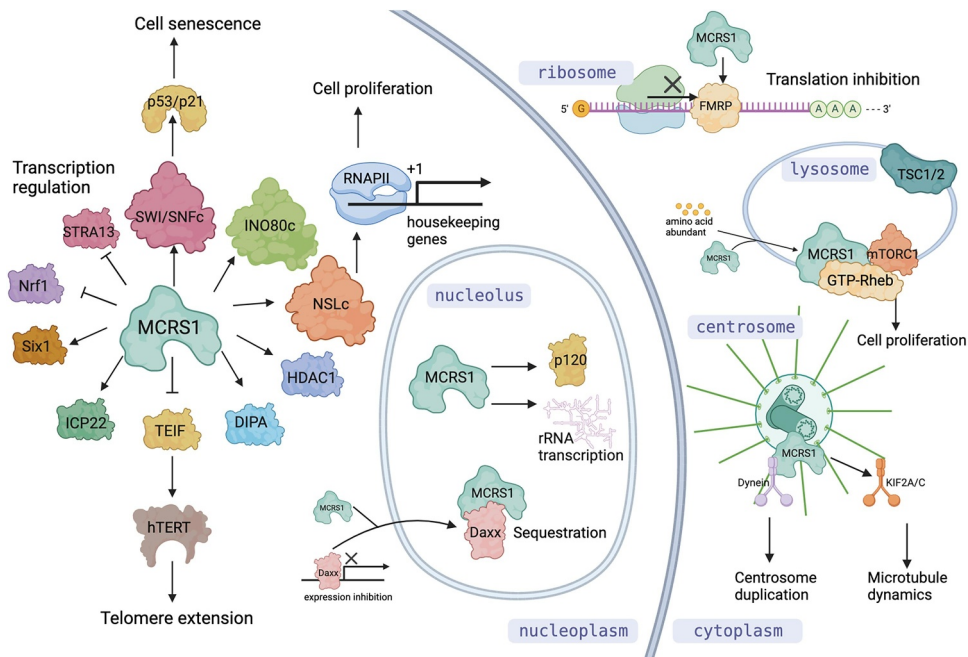 Cell senescence
p53/p21
Transcription
regulation
STRA13
SWI/SNFc
INO80c
Nrf1
MCRS1
NSLc
Six1
HDAC1
ICP22
TEIF
DIPA
hTERT
Telomere extension
Cell proliferation
RNAPII
+1
housekeeping
genes
nucleolus
MCRS1
p120
rRNA
transcription
MCRS1
Daxx
Sequestration
MCRS1
Daxx
expression inhibition
nucleoplasm
MCRS1
ribosome
Translation inhibition
5'
G
FMRP
A A A
3'
lysosome
TSC1/2
amino acid
abundant
MCRS1
MCRS1
mTORC1
GTP-Rheb
Cell proliferation
centrosome
MCRS1
Dynein
KIF2A/C
Centrosome
duplication
Microtubule
dynamics
cytoplasm